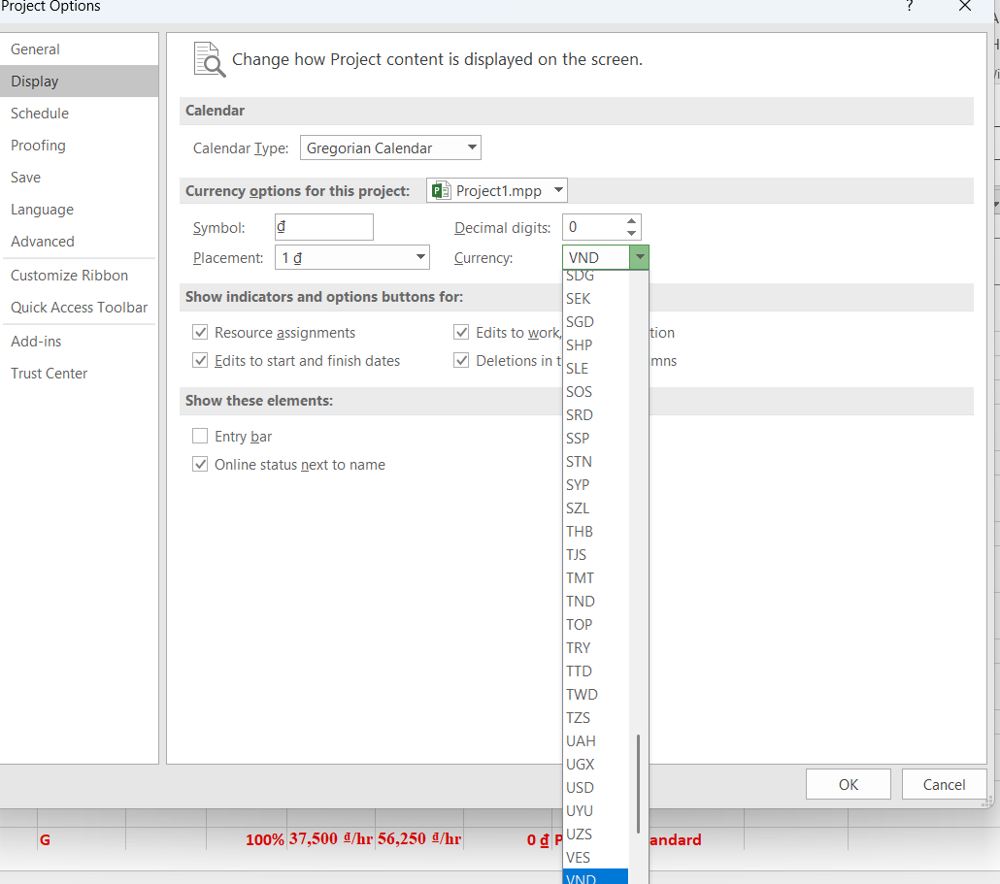 Project Options
?
General
Display
Schedule
Proofing
Save
Language
Advanced
Customize Ribbon
Quick Access Toolbar
Add-ins
Trust Center
Change how Project content is displayed on the screen.
Calendar
Calendar Type: Gregorian Calendar
Currency options for this project: Project1.mpp
Symbol: ₫ Decimal digits: 0
Placement: 1 ₫ Currency: VND
Show indicators and options buttons for:
Resource assignments Edits to work, tion
Edits to start and finish dates Deletions in t mns
Show these elements:
Entry bar
Online status next to name
SDG
SEK
SGD
SHP
SLE
SOS
SRD
SSP
STN
SYP
SZL
THB
TJS
TMT
TND
TOP
TRY
TTD
TWD
TZS
UAH
UGX
USD
UYU
UZS
VES
VND
OK Cancel
G 100% 37,500 ₫/hr 56,250 ₫/hr 0 ₫ P andard